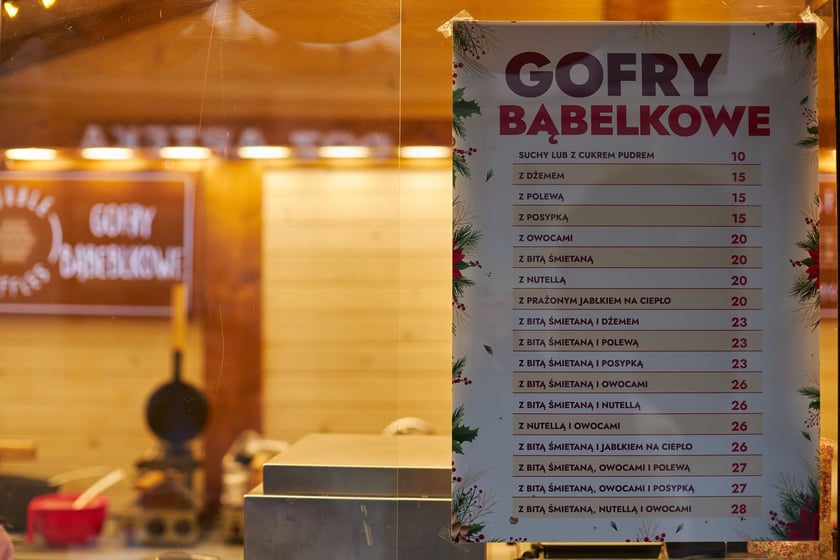 GOFRY
BĄBELKOWE
SUCHY LUB Z CUKREM PUDREM 10
Z DŻEMEM 15
Z POLEWĄ 15
Z POSYPKĄ 15
Z OWOCAMI 20
Z BITĄ ŚMIETANĄ 20
Z NUTELLĄ 20
Z PRAŻONYM JABŁKIEM NA CIEPŁO 20
Z BITĄ ŚMIETANĄ I DŻEMEM 23
Z BITĄ ŚMIETANĄ I POLEWĄ 23
Z BITĄ ŚMIETANĄ I POSYPKĄ 23
Z BITĄ ŚMIETANĄ I OWOCAMI 26
Z BITĄ ŚMIETANĄ I NUTELLĄ 26
Z NUTELLĄ I OWOCAMI 26
Z BITĄ ŚMIETANĄ I JABŁKIEM NA CIEPŁO 26
Z BITĄ ŚMIETANĄ, OWOCAMI I POLEWĄ 27
Z BITĄ ŚMIETANĄ, OWOCAMI I POSYPKĄ 27
Z BITĄ ŚMIETANĄ, NUTELLĄ I OWOCAMI 28
GOFRY
BĄBELKOWE